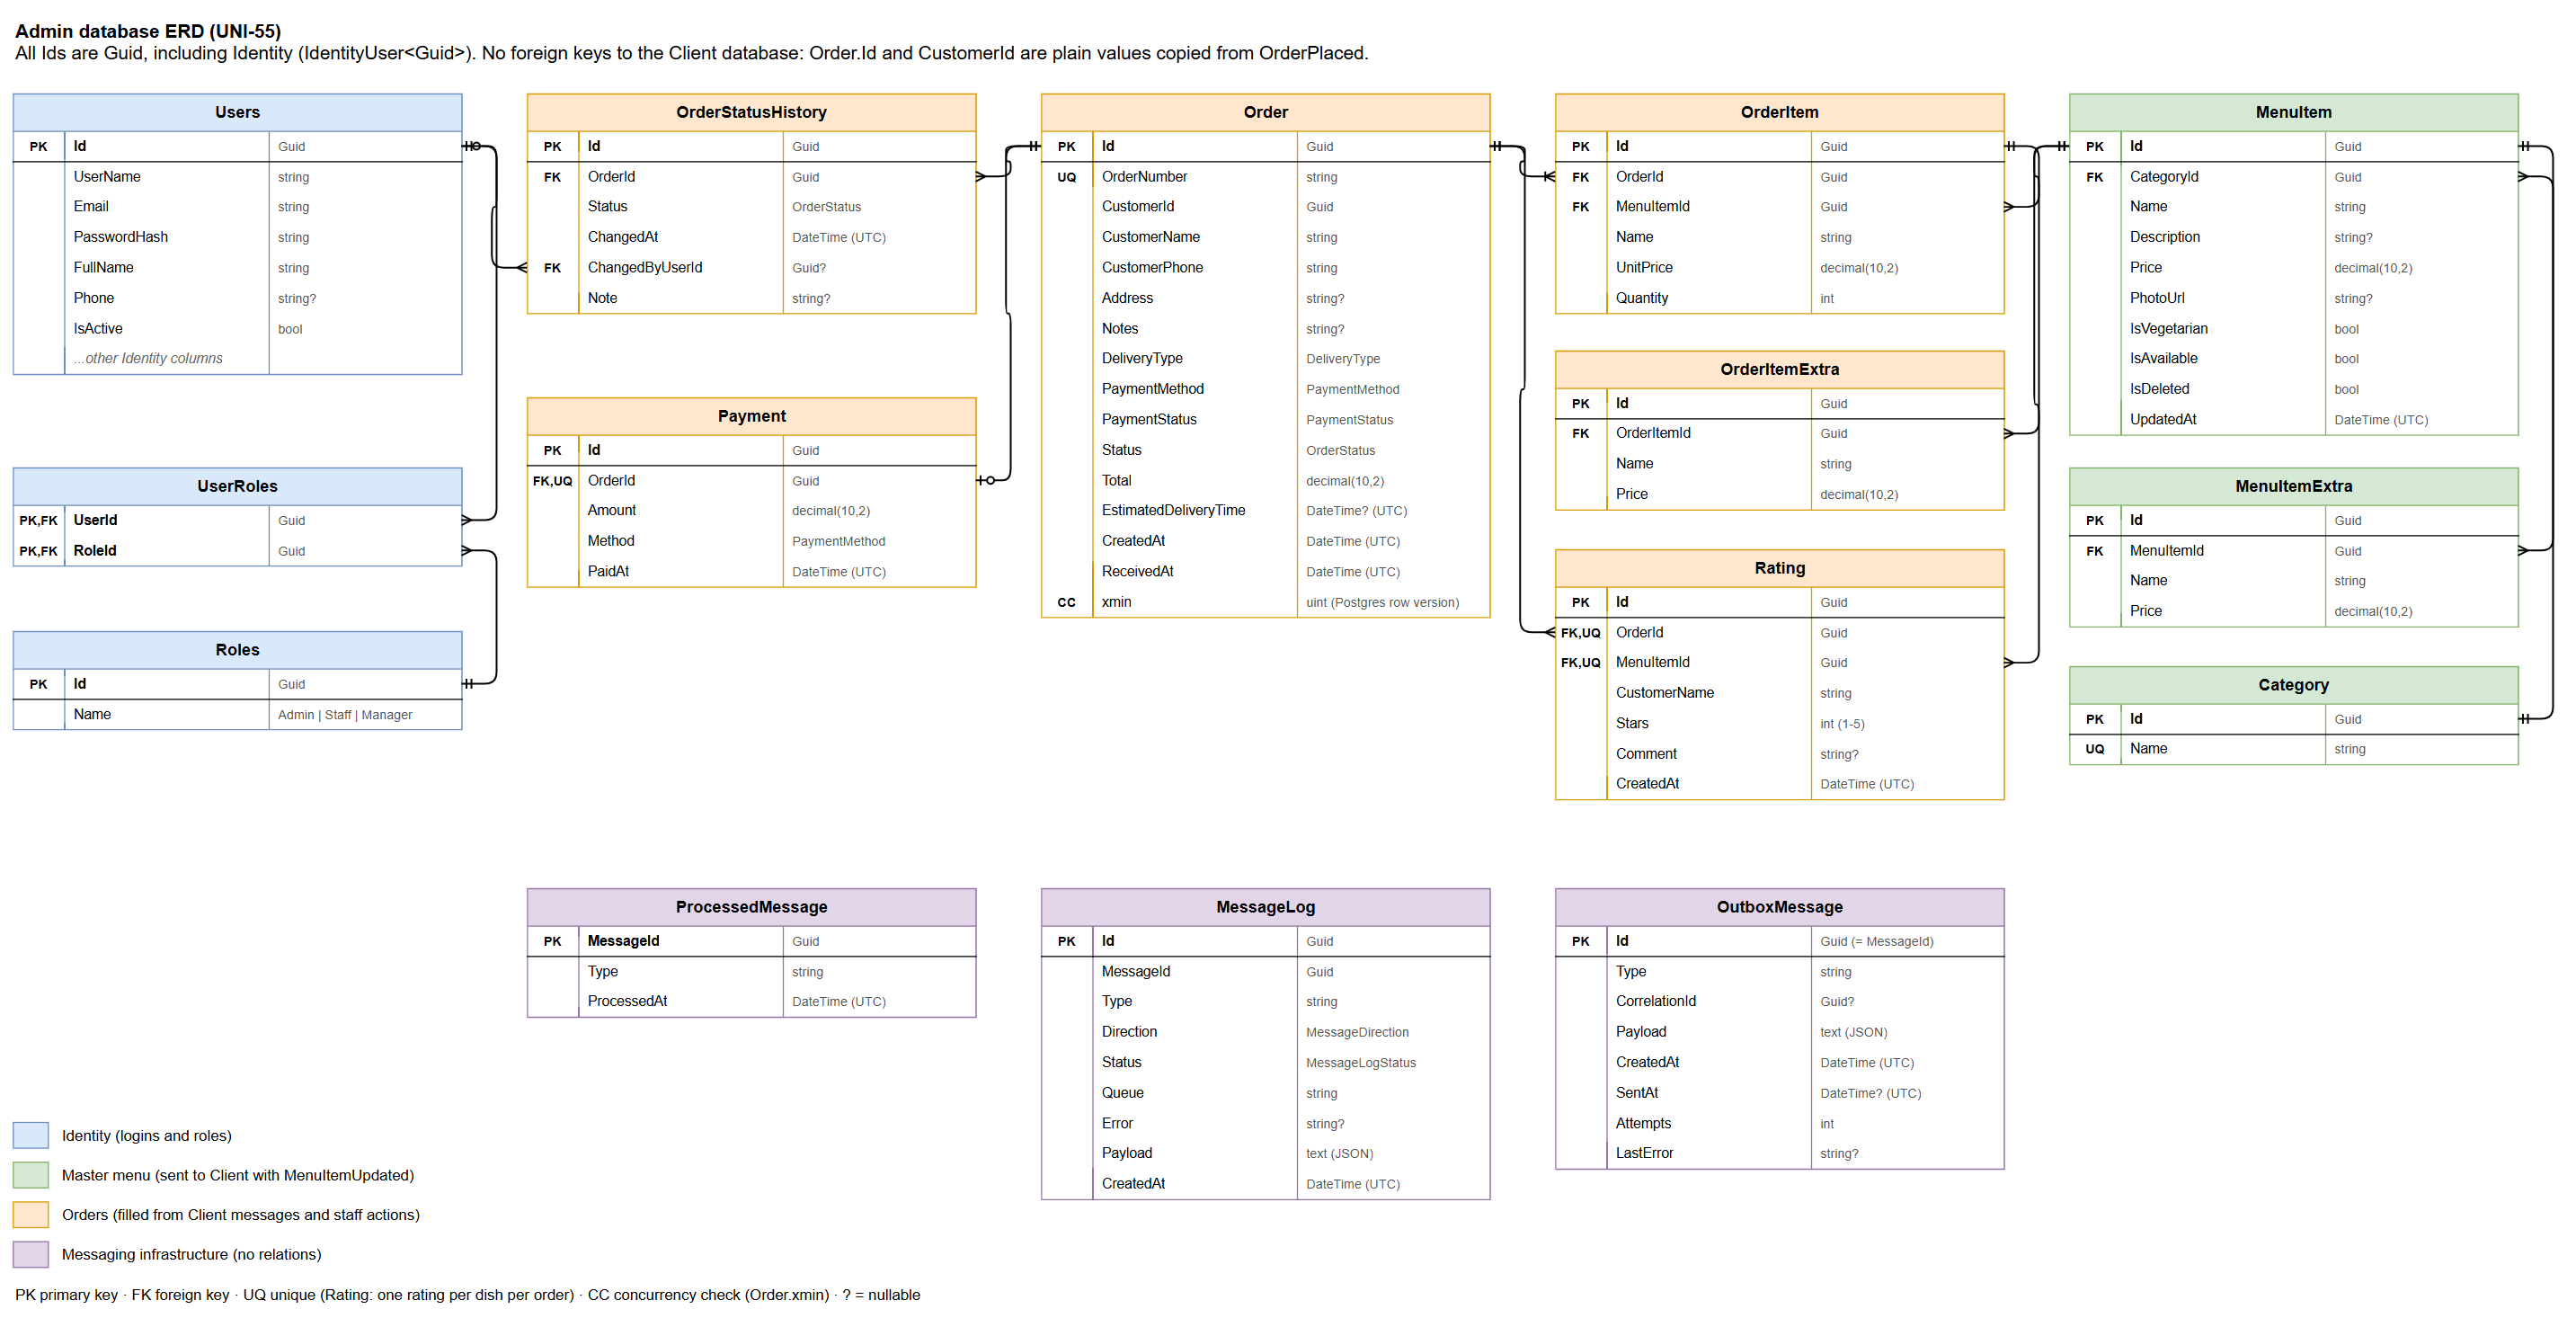 Admin database ERD (UNI-55)
All Ids are Guid, including Identity (IdentityUser<Guid>). No foreign keys to the Client database: Order.Id and CustomerId are plain values copied from OrderPlaced.
Users
PK Id Guid
UserName string
Email string
PasswordHash string
FullName string
Phone string?
IsActive bool
...other Identity columns
UserRoles
PK,FK UserId Guid
PK,FK RoleId Guid
Roles
PK Id Guid
Name Admin | Staff | Manager
OrderStatusHistory
PK Id Guid
FK OrderId Guid
Status OrderStatus
ChangedAt DateTime (UTC)
FK ChangedByUserId Guid?
Note string?
Payment
PK Id Guid
FK,UQ OrderId Guid
Amount decimal(10,2)
Method PaymentMethod
PaidAt DateTime (UTC)
Order
PK Id Guid
UQ OrderNumber string
CustomerId Guid
CustomerName string
CustomerPhone string
Address string?
Notes string?
DeliveryType DeliveryType
PaymentMethod PaymentMethod
PaymentStatus PaymentStatus
Status OrderStatus
Total decimal(10,2)
EstimatedDeliveryTime DateTime? (UTC)
CreatedAt DateTime (UTC)
ReceivedAt DateTime (UTC)
CC xmin uint (Postgres row version)
OrderItem
PK Id Guid
FK OrderId Guid
FK MenuItemId Guid
Name string
UnitPrice decimal(10,2)
Quantity int
OrderItemExtra
PK Id Guid
FK OrderItemId Guid
Name string
Price decimal(10,2)
Rating
PK Id Guid
FK,UQ OrderId Guid
FK,UQ MenuItemId Guid
CustomerName string
Stars int (1-5)
Comment string?
CreatedAt DateTime (UTC)
MenuItem
PK Id Guid
FK CategoryId Guid
Name string
Description string?
Price decimal(10,2)
PhotoUrl string?
IsVegetarian bool
IsAvailable bool
IsDeleted bool
UpdatedAt DateTime (UTC)
MenuItemExtra
PK Id Guid
FK MenuItemId Guid
Name string
Price decimal(10,2)
Category
PK Id Guid
UQ Name string
ProcessedMessage
PK MessageId Guid
Type string
ProcessedAt DateTime (UTC)
MessageLog
PK Id Guid
MessageId Guid
Type string
Direction MessageDirection
Status MessageLogStatus
Queue string
Error string?
Payload text (JSON)
CreatedAt DateTime (UTC)
OutboxMessage
PK Id Guid (= MessageId)
Type string
CorrelationId Guid?
Payload text (JSON)
CreatedAt DateTime (UTC)
SentAt DateTime? (UTC)
Attempts int
LastError string?
Identity (logins and roles)
Master menu (sent to Client with MenuItemUpdated)
Orders (filled from Client messages and staff actions)
Messaging infrastructure (no relations)
PK primary key · FK foreign key · UQ unique (Rating: one rating per dish per order) · CC concurrency check (Order.xmin) · ? = nullable